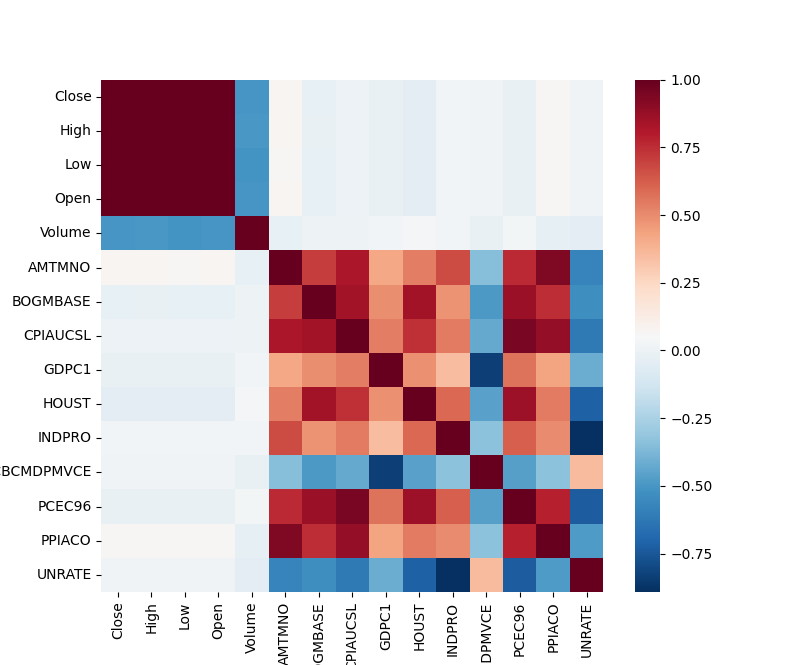 Close
High
Low
Open
Volume
AMTMNO
BOGMBASE
CPIAUCSL
GDPC1
HOUST
INDPRO
BCMDPMVCE
PCEC96
PPIACO
UNRATE
1.00
0.75
0.50
0.25
0.00
−0.25
−0.50
−0.75
Close
High
Low
Open
Volume
AMTMNO
OGMBASE
CPIAUCSL
GDPC1
HOUST
INDPRO
DPMVCE
PCEC96
PPIACO
UNRATE